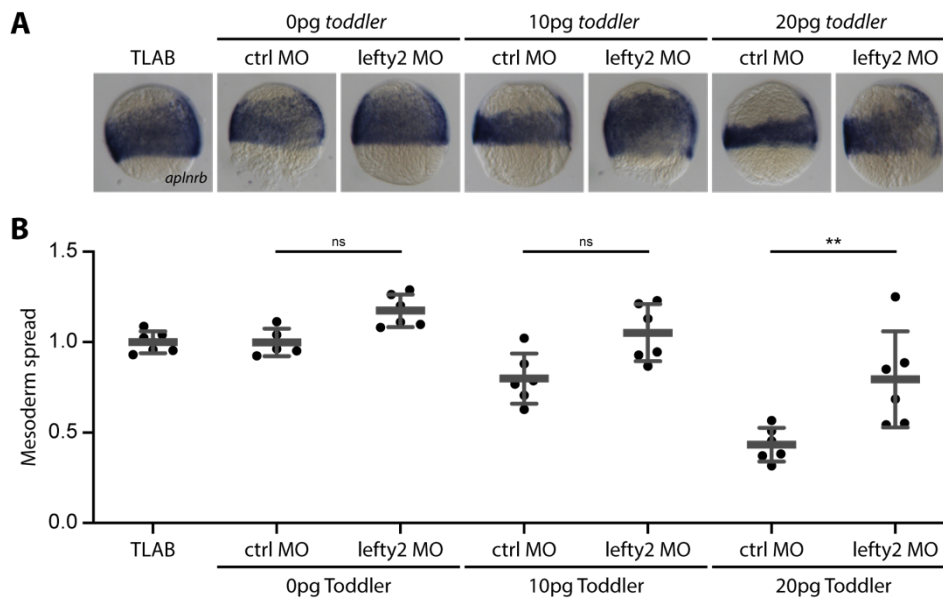 A
0pg toddler 10pg toddler 20pg toddler
TLAB ctrl MO lefty2 MO ctrl MO lefty2 MO ctrl MO lefty2 MO
aplnrb
B
ns ns **
1.5
1.0
0.5
0.0
Mesoderm spread
TLAB ctrl MO lefty2 MO ctrl MO lefty2 MO ctrl MO lefty2 MO
0pg Toddler 10pg Toddler 20pg Toddler